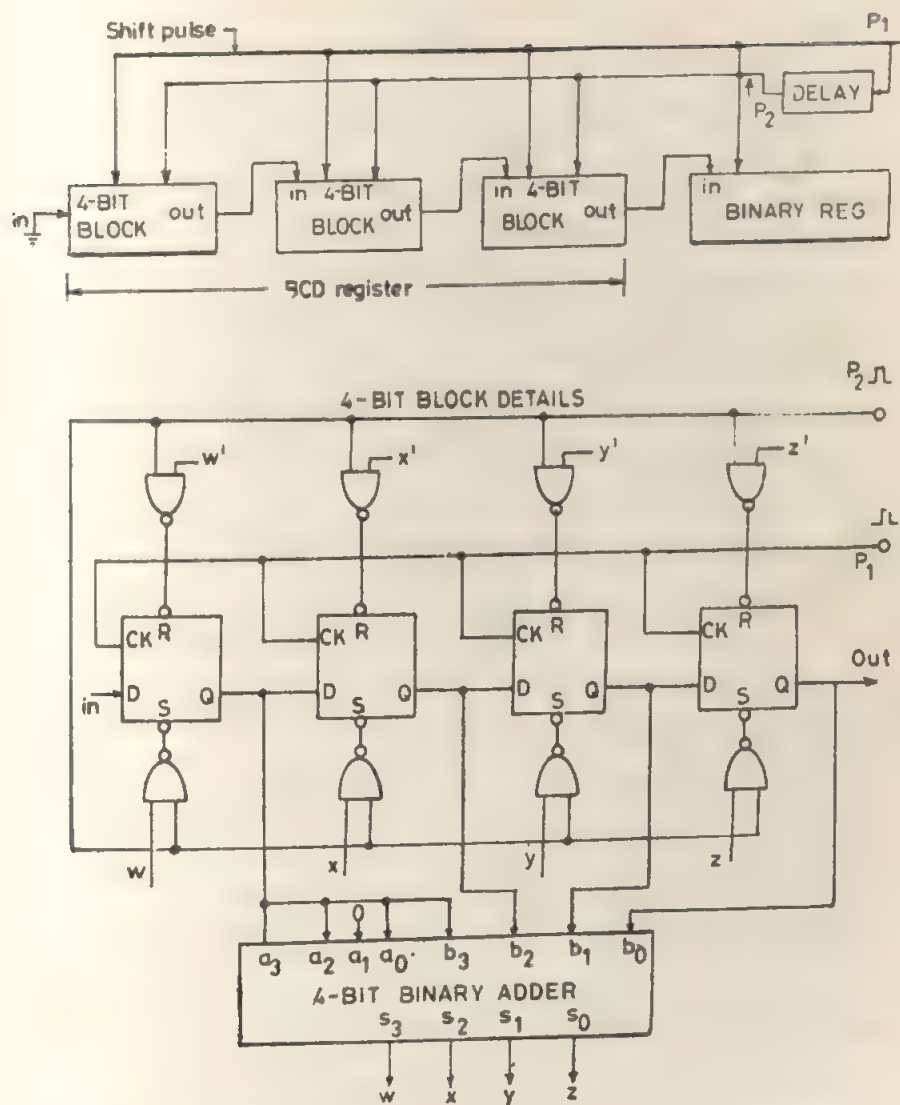 Shift pulse
P1
DELAY
P2
in
4-BIT BLOCK
out
in 4-BIT BLOCK
out
in 4-BIT BLOCK
out
in
BINARY REG
BCD register
4-BIT BLOCK DETAILS
P2
w'
x'
y'
z'
P1
CK R
CK R
CK R
CK R
Out
in
D S Q
D S Q
D S Q
D S Q
w
x
y
z
0
a3 a2 a1 a0 b3 b2 b1 b0
4-BIT BINARY ADDER
s3 s2 s1 s0
w x y z